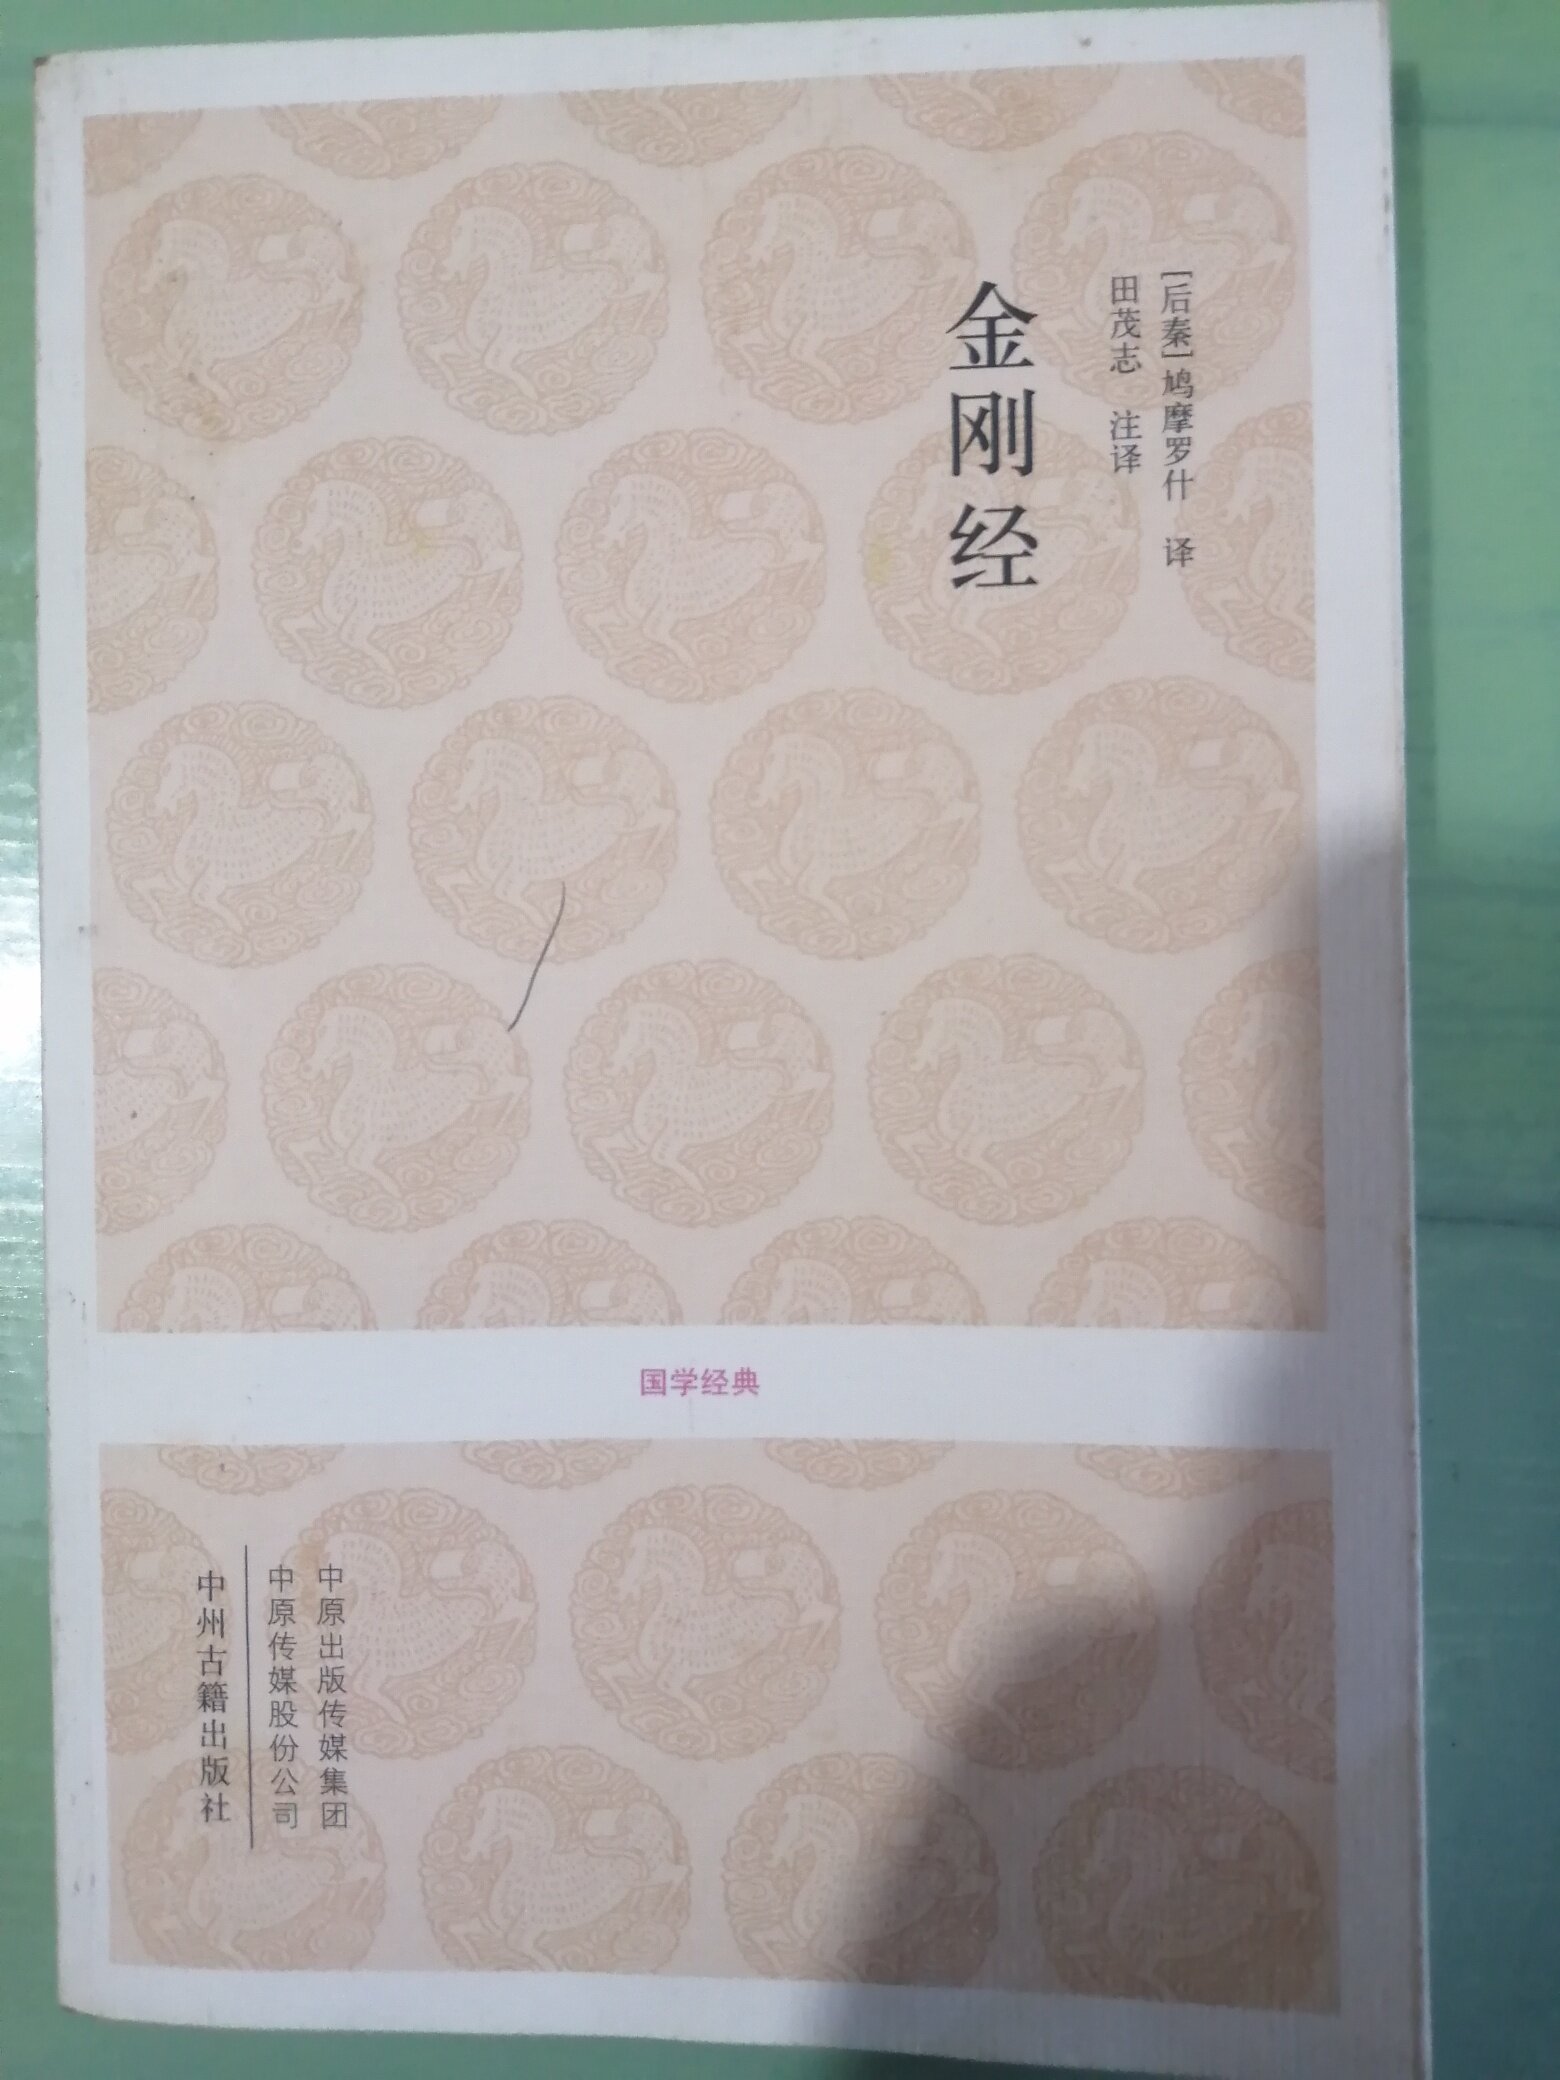 [后秦]鸠摩罗什 译
田茂志 注译
金刚经
国学经典
中原出版传媒集团
中原传媒股份公司
中州古籍出版社